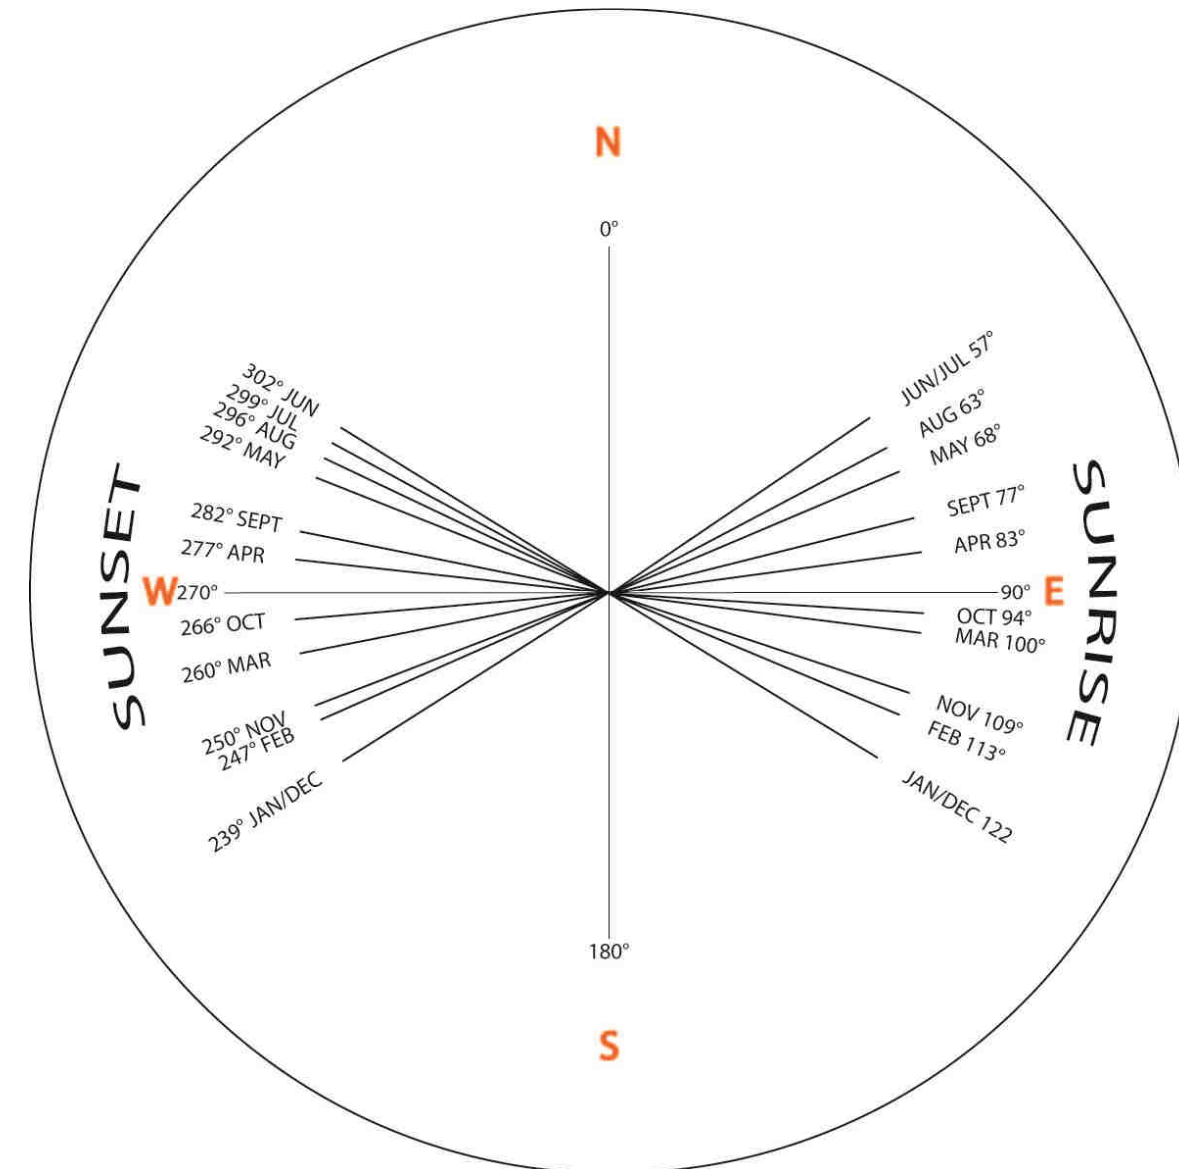 N
0°
302° JUN
299° JUL
296° AUG
292° MAY
282° SEPT
277° APR
SUNSET
W
270°
266° OCT
260° MAR
250° NOV
247° FEB
239° JAN/DEC
JUN/JUL 57°
AUG 63°
MAY 68°
SEPT 77°
APR 83°
90°
E
SUNRISE
OCT 94°
MAR 100°
NOV 109°
FEB 113°
JAN/DEC 122
180°
S